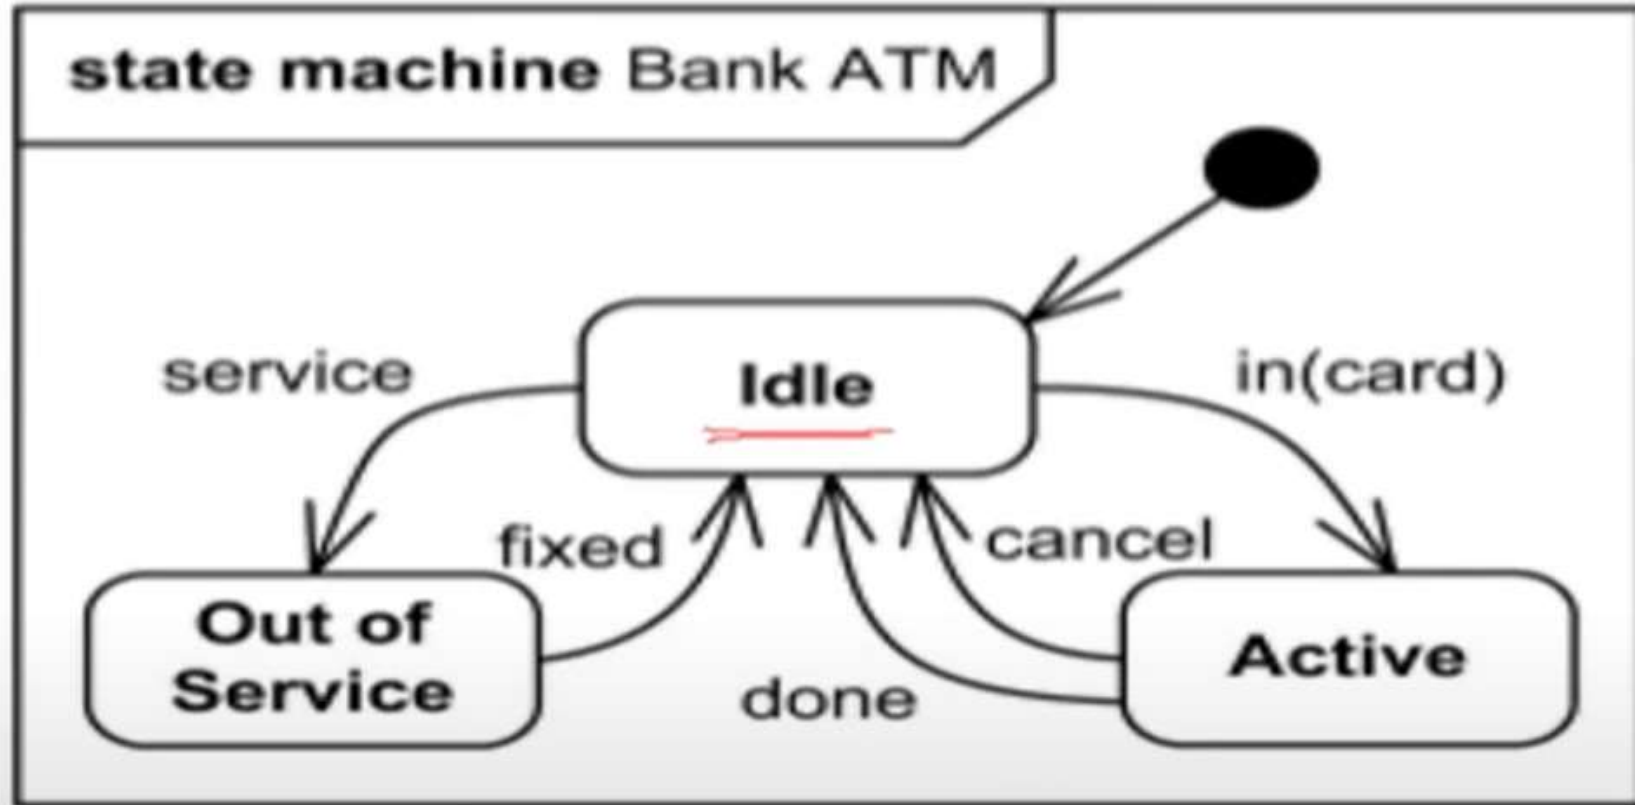 state machine Bank ATM
service
Idle
in(card)
fixed
cancel
Out of
Service
Active
done